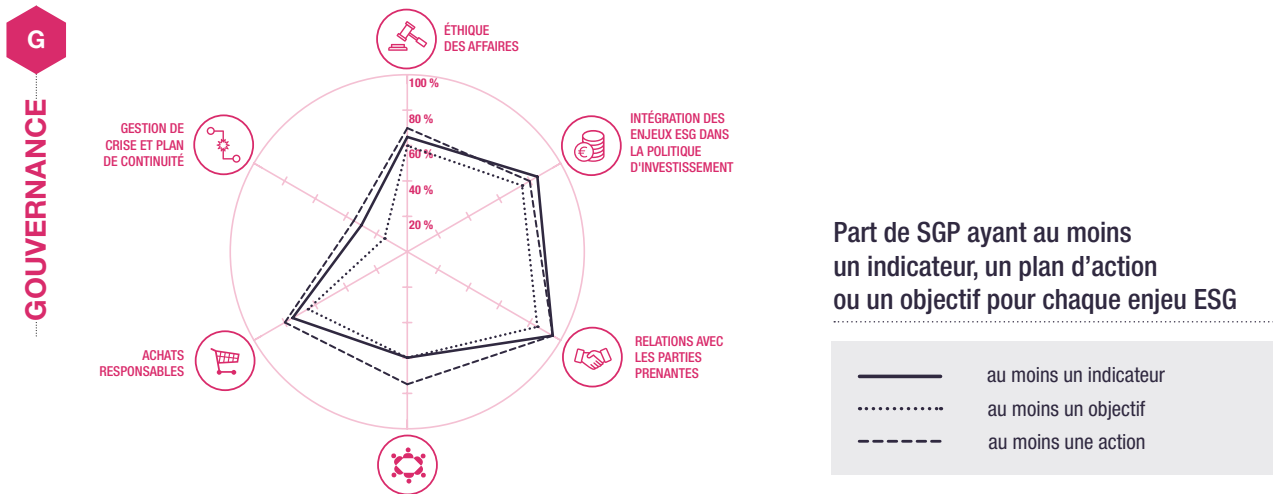 G
GOUVERNANCE
ÉTHIQUE
DES AFFAIRES
100 %
80 %
60 %
40 %
20 %
INTÉGRATION DES
ENJEUX ESG DANS
LA POLITIQUE
D'INVESTISSEMENT
GESTION DE
CRISE ET PLAN
DE CONTINUITÉ
RELATIONS AVEC
LES PARTIES
PRENANTES
ACHATS
RESPONSABLES
Part de SGP ayant au moins
un indicateur, un plan d’action
ou un objectif pour chaque enjeu ESG
au moins un indicateur
au moins un objectif
au moins une action